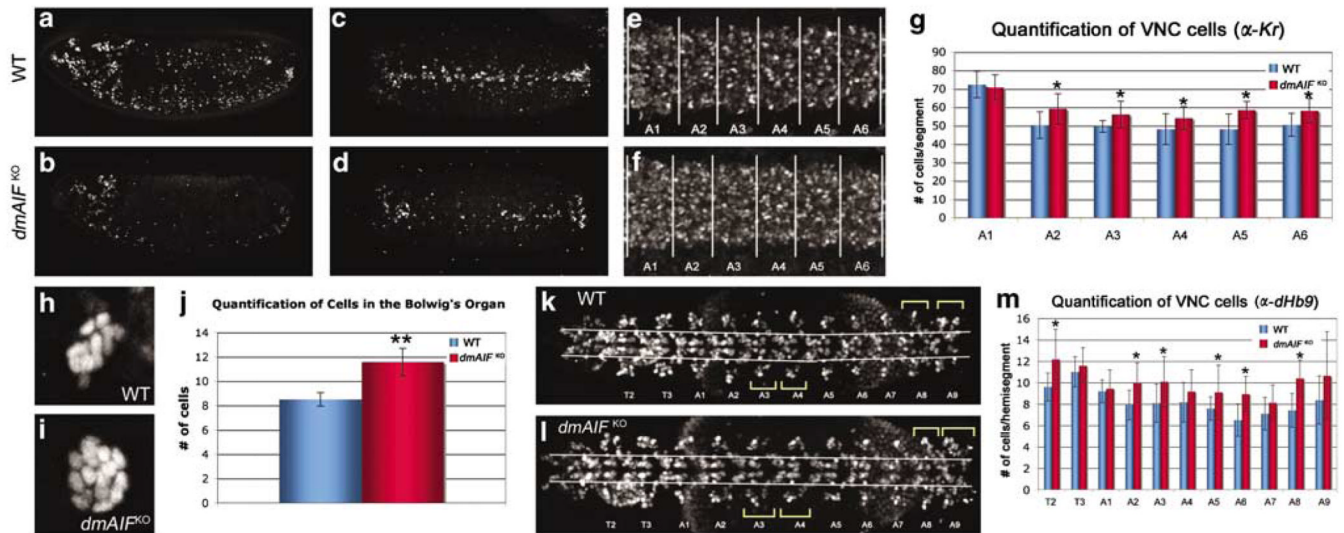 a
c
e
WT
A1 A2 A3 A4 A5 A6
b
d
f
dmAIF KO
A1 A2 A3 A4 A5 A6
g
Quantification of VNC cells (α-Kr)
WT
dmAIF KO
# of cells/segment
90
80
70
60
50
40
30
20
10
0
* * * * *
A1 A2 A3 A4 A5 A6
h
WT
i
dmAIF KO
j
Quantification of Cells in the Bolwig's Organ
WT
dmAIF KO
# of cells
14
12
10
8
6
4
2
0
**
k
WT
T2 T3 A1 A2 A3 A4 A5 A6 A7 A8 A9
l
dmAIF KO
T2 T3 A1 A2 A3 A4 A5 A6 A7 A8 A9
m
Quantification of VNC cells (α-dHb9)
WT
dmAIF KO
# of cells/hemisegment
16
14
12
10
8
6
4
2
0
* * * * * *
T2 T3 A1 A2 A3 A4 A5 A6 A7 A8 A9